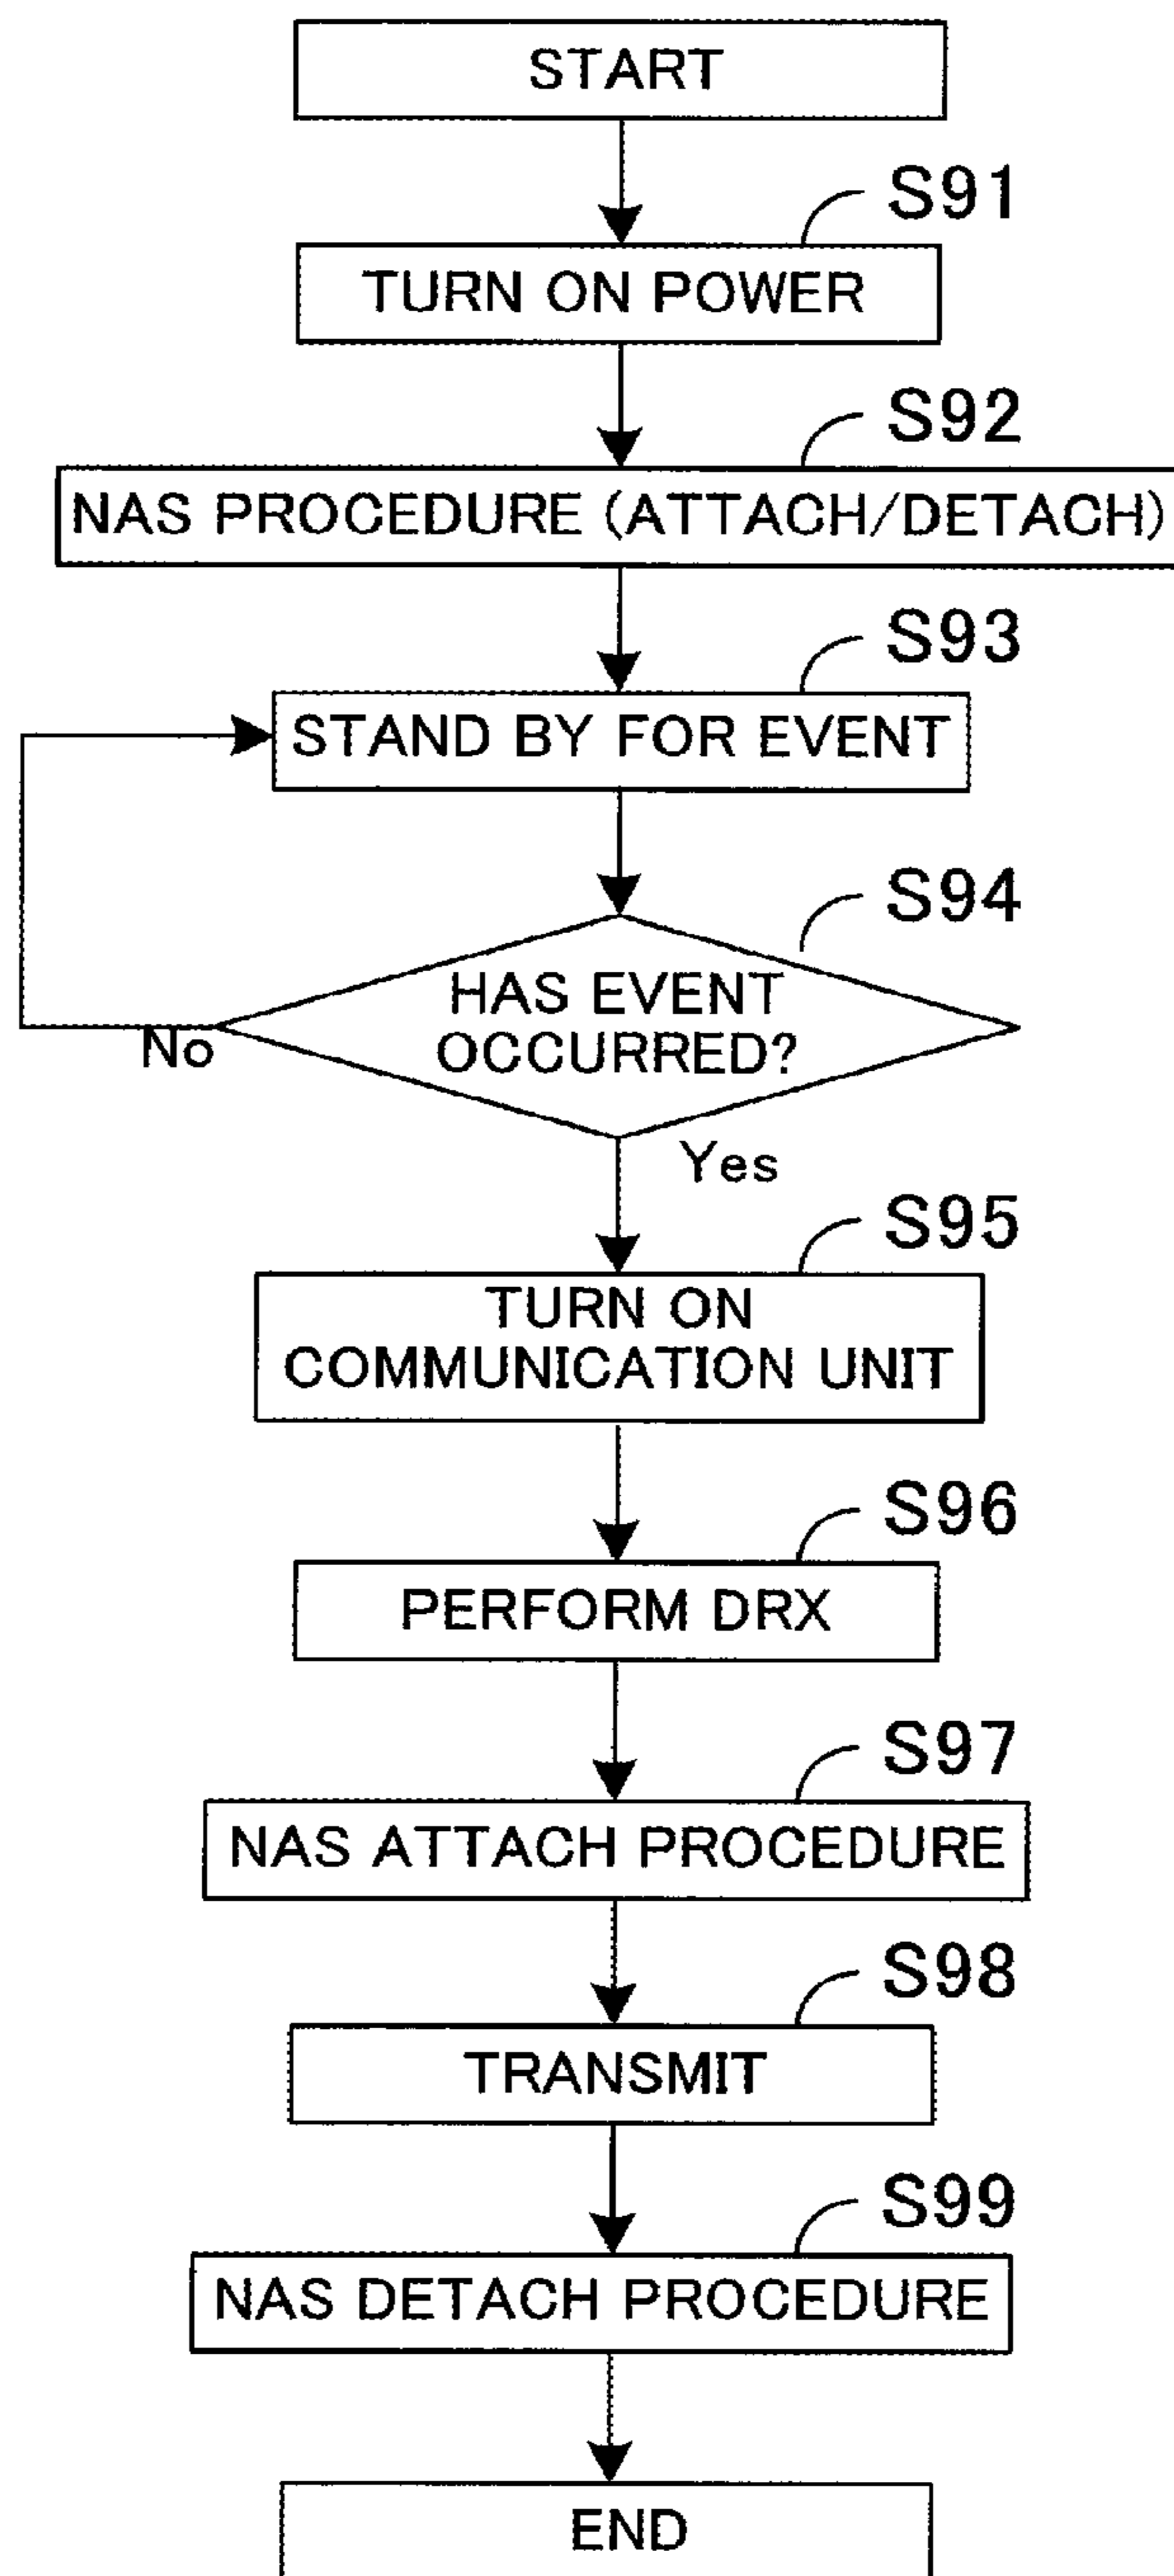 START
S91
TURN ON POWER
S92
NAS PROCEDURE (ATTACH/DETACH)
S93
STAND BY FOR EVENT
S94
HAS EVENT
OCCURRED?
No
Yes
S95
TURN ON
COMMUNICATION UNIT
S96
PERFORM DRX
S97
NAS ATTACH PROCEDURE
S98
TRANSMIT
S99
NAS DETACH PROCEDURE
END